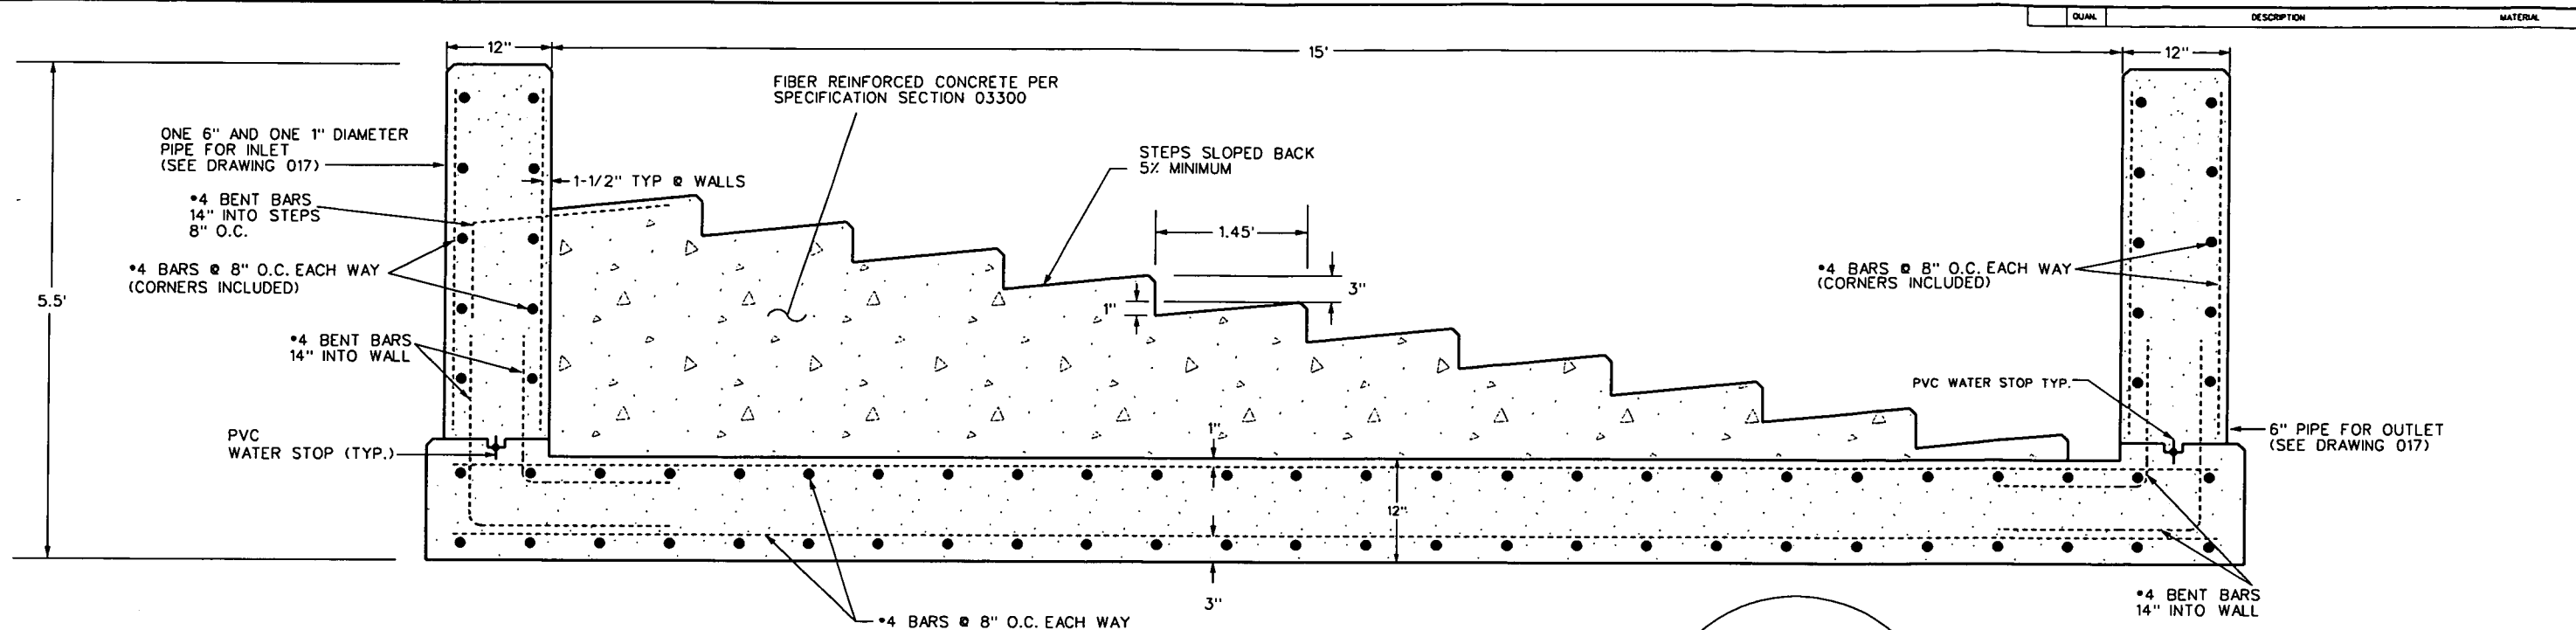 QUAN. DESCRIPTION MATERIAL
12"
15'
12"
FIBER REINFORCED CONCRETE PER
SPECIFICATION SECTION 03300
ONE 6" AND ONE 1" DIAMETER
PIPE FOR INLET
(SEE DRAWING 017)
STEPS SLOPED BACK
5% MINIMUM
1-1/2" TYP @ WALLS
•4 BENT BARS
14" INTO STEPS
8" O.C.
1.45'
•4 BARS @ 8" O.C. EACH WAY
(CORNERS INCLUDED)
•4 BARS @ 8" O.C. EACH WAY
(CORNERS INCLUDED)
5.5'
3"
1"
•4 BENT BARS
14" INTO WALL
PVC WATER STOP TYP.
PVC
WATER STOP (TYP.)
1"
6" PIPE FOR OUTLET
(SEE DRAWING 017)
12"
3"
•4 BENT BARS
14" INTO WALL
•4 BARS @ 8" O.C. EACH WAY